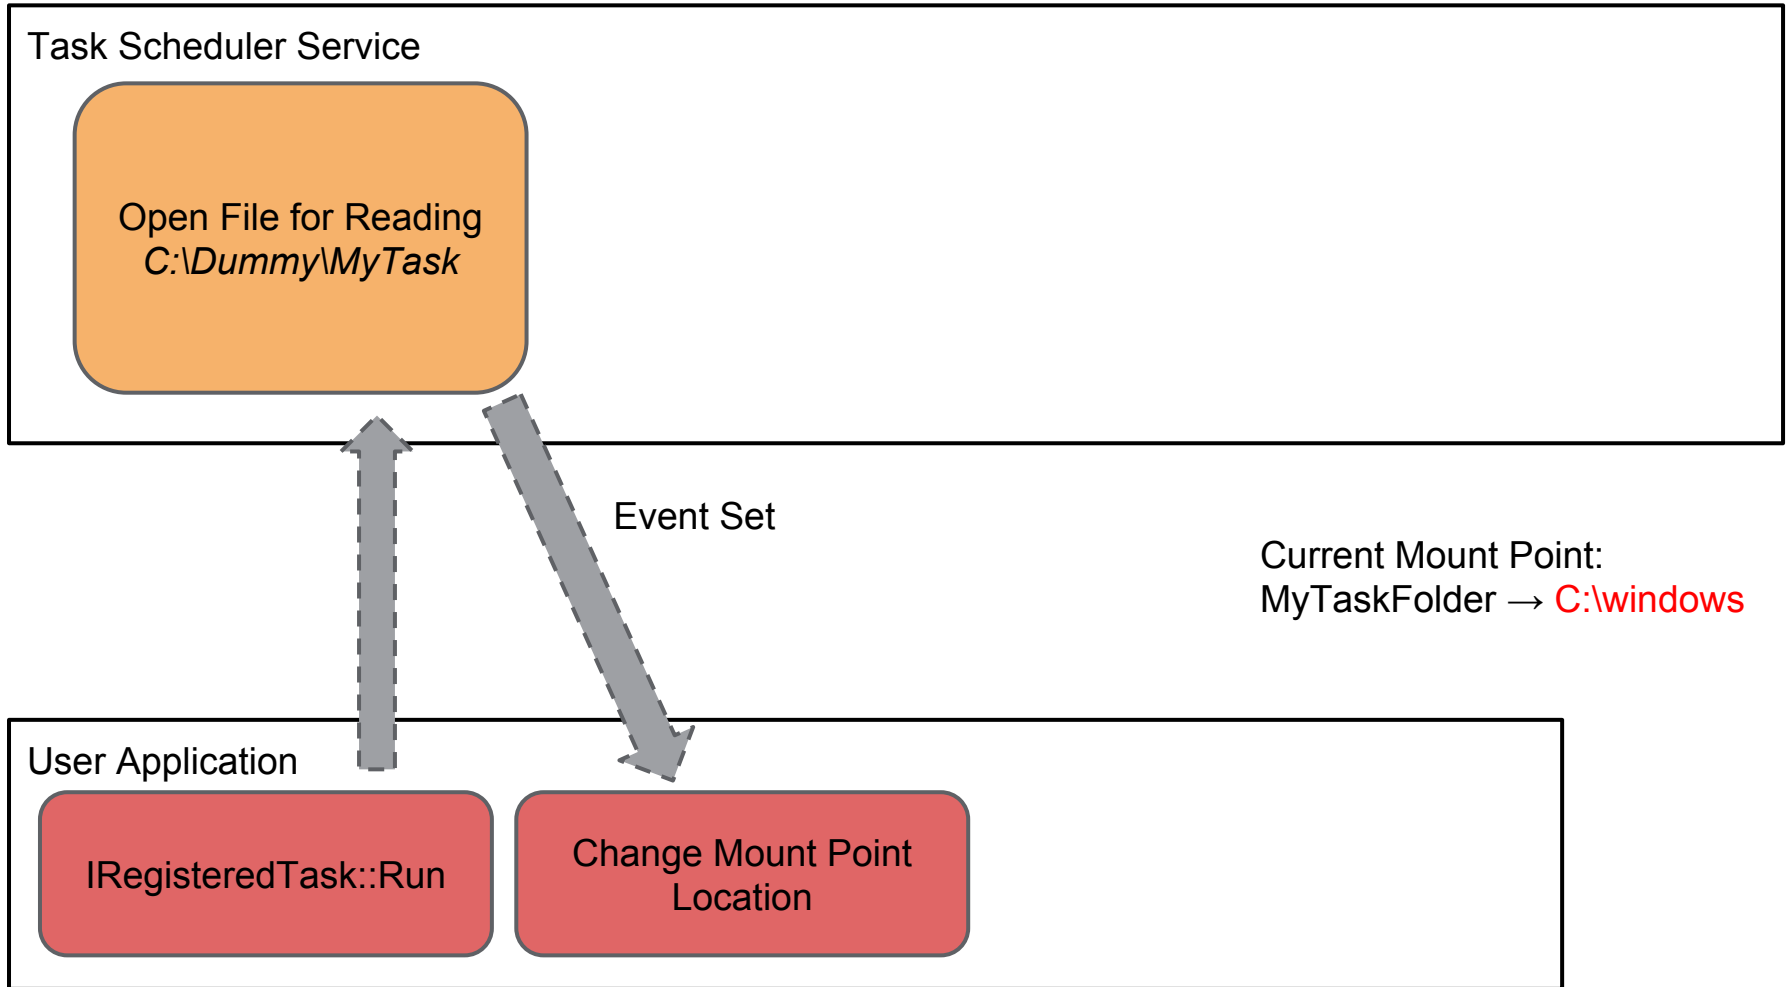 Task Scheduler Service
Open File for Reading
C:\Dummy\MyTask
Event Set
Current Mount Point:
MyTaskFolder → C:\windows
User Application
IRegisteredTask::Run
Change Mount Point
Location